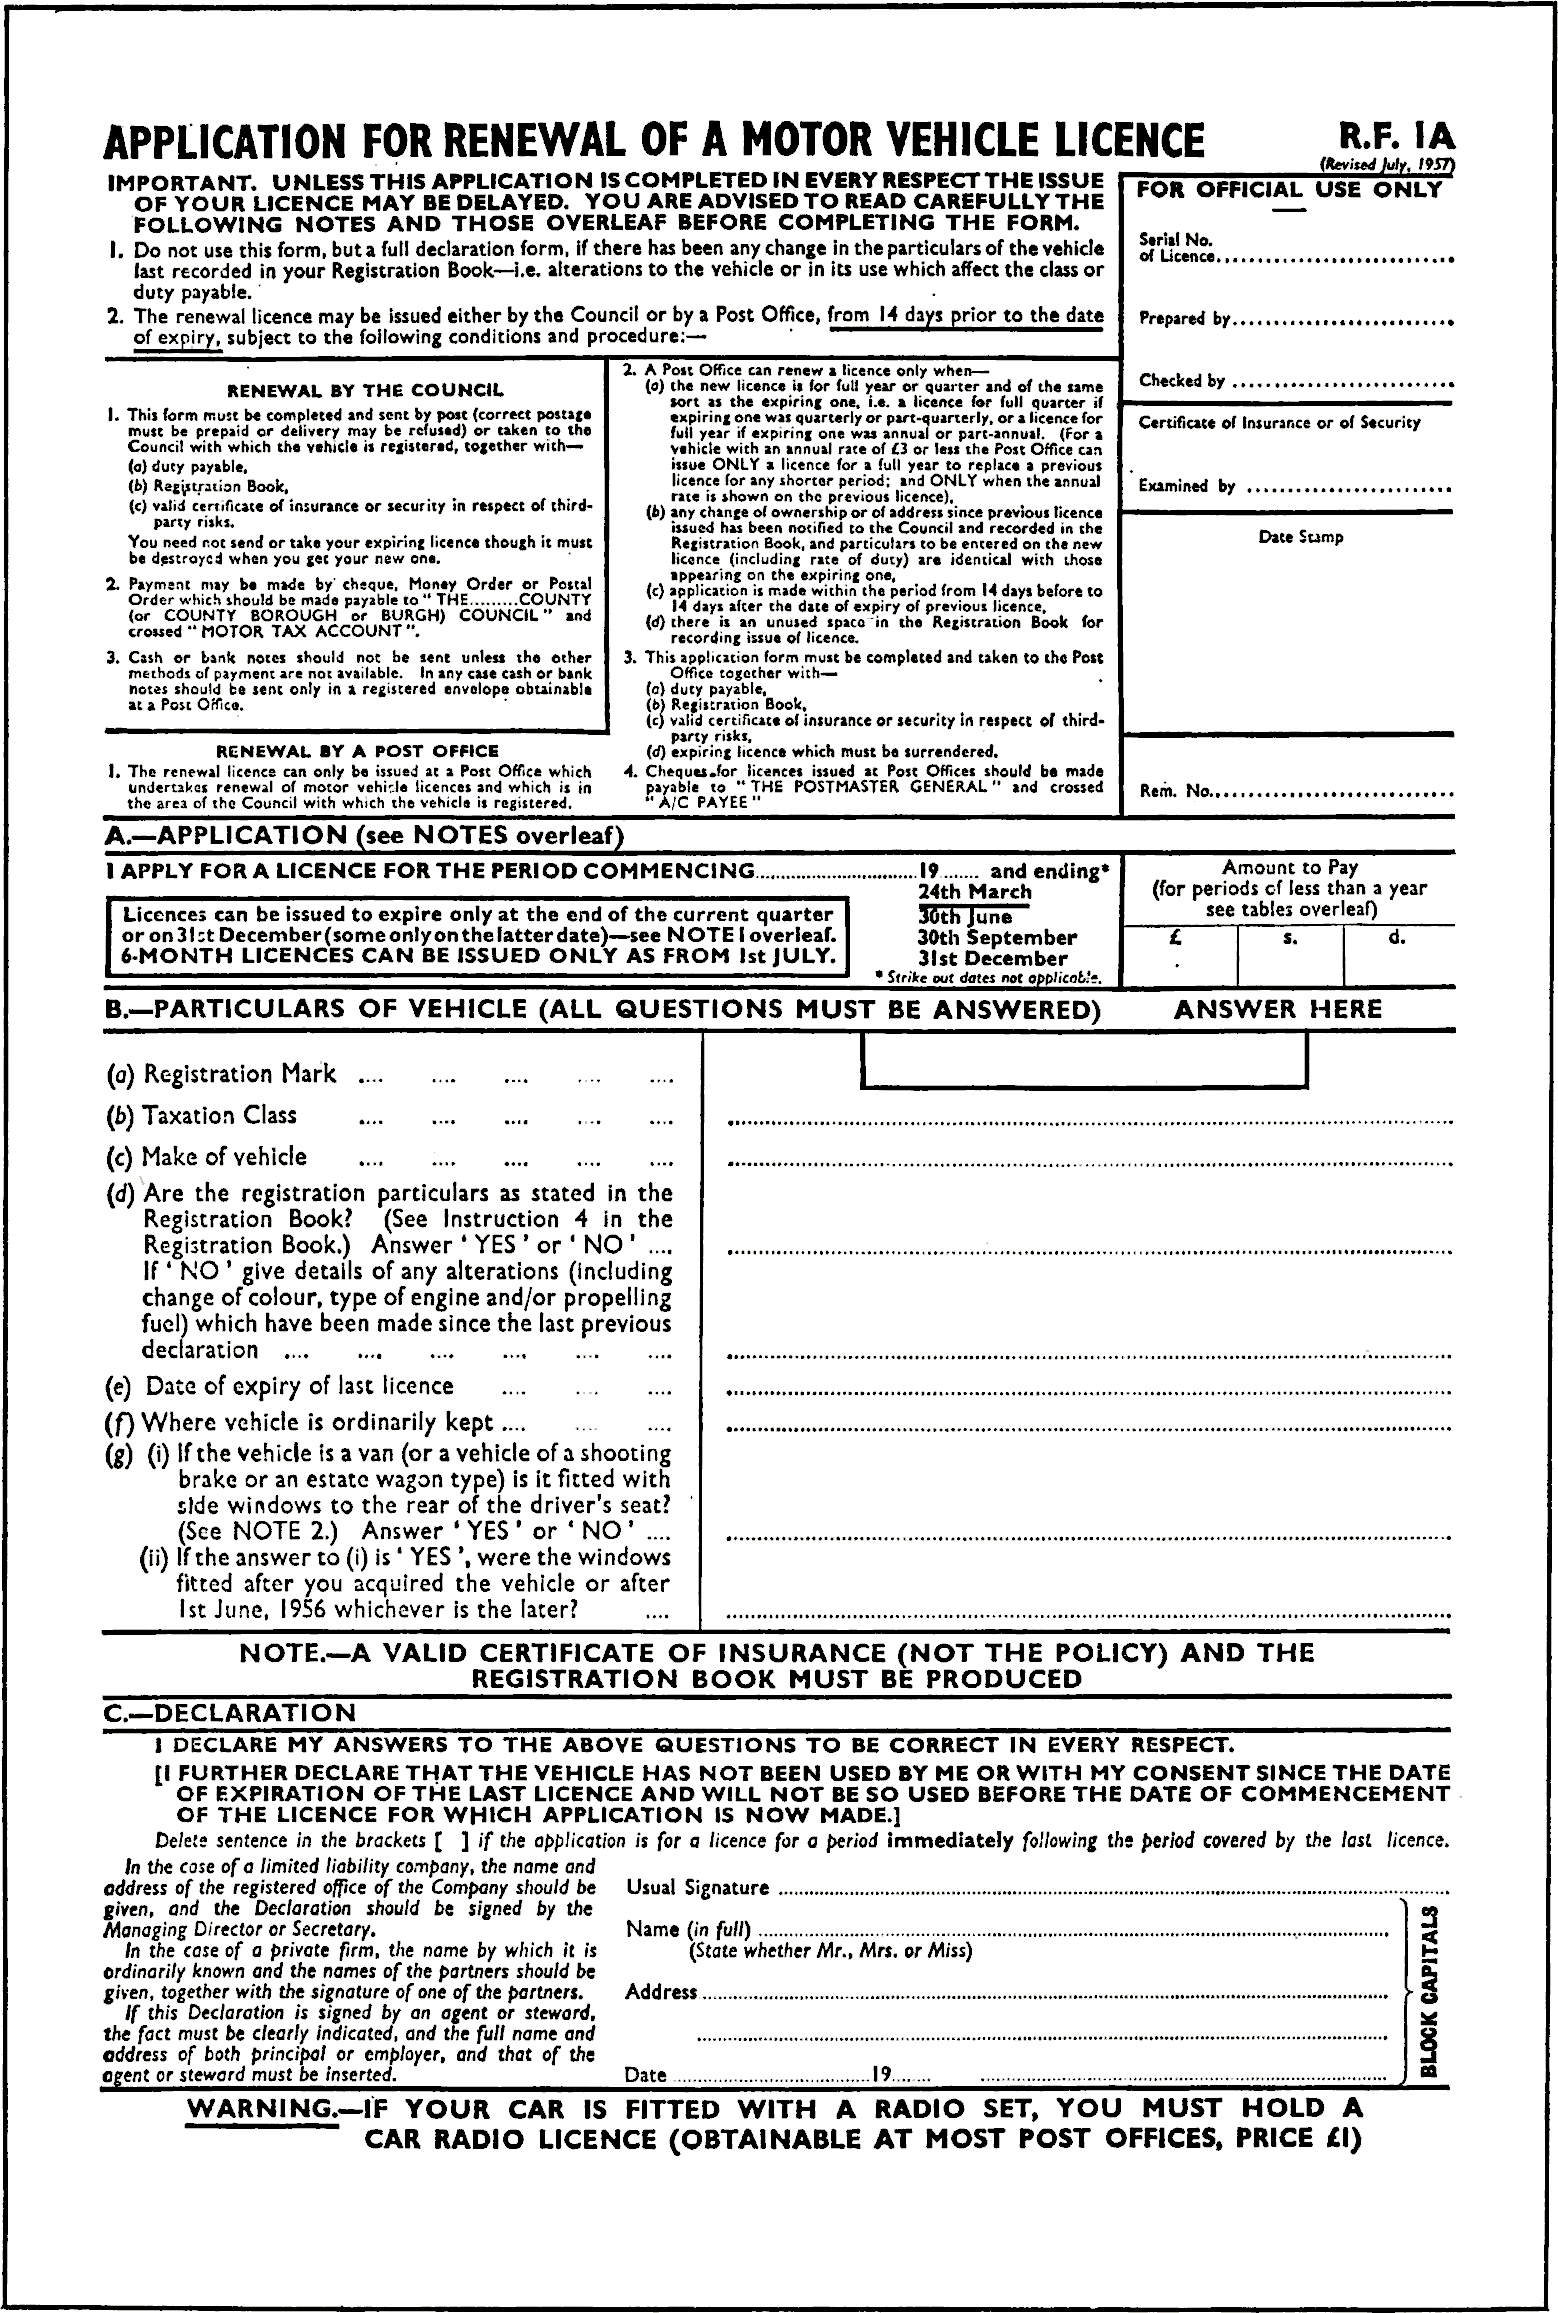 APPLICATION FOR RENEWAL OF A MOTOR VEHICLE LICENCE
R.F. 1A
(Revised July, 1957)
IMPORTANT. UNLESS THIS APPLICATION IS COMPLETED IN EVERY RESPECT THE ISSUE
OF YOUR LICENCE MAY BE DELAYED. YOU ARE ADVISED TO READ CAREFULLY THE
FOLLOWING NOTES AND THOSE OVERLEAF BEFORE COMPLETING THE FORM.
1. Do not use this form, but a full declaration form, if there has been any change in the particulars of the vehicle
last recorded in your Registration Book—i.e. alterations to the vehicle or in its use which affect the class or
duty payable.
2. The renewal licence may be issued either by the Council or by a Post Office, from 14 days prior to the date
of expiry, subject to the following conditions and procedure:—
FOR OFFICIAL USE ONLY
Serial No.
of Licence............................
Prepared by............................
Checked by ............................
Certificate of Insurance or of Security
Examined by ..........................
Date Stamp
Rem. No...............................
RENEWAL BY THE COUNCIL
1. This form must be completed and sent by post (correct postage
must be prepaid or delivery may be refused) or taken to the
Council with which the vehicle is registered, together with—
(a) duty payable,
(b) Registration Book,
(c) valid certificate of insurance or security in respect of third-
party risks.
You need not send or take your expiring licence though it must
be destroyed when you get your new one.
2. Payment may be made by cheque, Money Order or Postal
Order which should be made payable to " THE.........COUNTY
(or COUNTY BOROUGH or BURGH) COUNCIL " and
crossed " MOTOR TAX ACCOUNT ".
3. Cash or bank notes should not be sent unless the other
methods of payment are not available. In any case cash or bank
notes should be sent only in a registered envelope obtainable
at a Post Office.
RENEWAL BY A POST OFFICE
1. The renewal licence can only be issued at a Post Office which
undertakes renewal of motor vehicle licences and which is in
the area of the Council with which the vehicle is registered.
2. A Post Office can renew a licence only when—
(a) the new licence is for full year or quarter and of the same
sort as the expiring one, i.e. a licence for full quarter if
expiring one was quarterly or part-quarterly, or a licence for
full year if expiring one was annual or part-annual. (For a
vehicle with an annual rate of £3 or less the Post Office can
issue ONLY a licence for a full year to replace a previous
licence for any shorter period; and ONLY when the annual
rate is shown on the previous licence),
(b) any change of ownership or of address since previous licence
issued has been notified to the Council and recorded in the
Registration Book, and particulars to be entered on the new
licence (including rate of duty) are identical with those
appearing on the expiring one,
(c) application is made within the period from 14 days before to
14 days after the date of expiry of previous licence,
(d) there is an unused space in the Registration Book for
recording issue of licence.
3. This application form must be completed and taken to the Post
Office together with—
(a) duty payable,
(b) Registration Book,
(c) valid certificate of insurance or security in respect of third-
party risks,
(d) expiring licence which must be surrendered.
4. Cheques for licences issued at Post Offices should be made
payable to " THE POSTMASTER GENERAL " and crossed
" A/C PAYEE "
A.—APPLICATION (see NOTES overleaf)
I APPLY FOR A LICENCE FOR THE PERIOD COMMENCING................................19....... and ending*
24th March
30th June
30th September
31st December
* Strike out dates not applicable.
Licences can be issued to expire only at the end of the current quarter
or on 31st December (some only on the latter date)—see NOTE 1 overleaf.
6-MONTH LICENCES CAN BE ISSUED ONLY AS FROM 1st JULY.
Amount to Pay
(for periods of less than a year
see tables overleaf)
£ s. d.
B.—PARTICULARS OF VEHICLE (ALL QUESTIONS MUST BE ANSWERED) ANSWER HERE
(a) Registration Mark .... .... .... .... ....
(b) Taxation Class .... .... .... .... ....
(c) Make of vehicle .... .... .... .... ....
(d) Are the registration particulars as stated in the
Registration Book? (See Instruction 4 in the
Registration Book.) Answer ' YES ' or ' NO ' ....
If ' NO ' give details of any alterations (including
change of colour, type of engine and/or propelling
fuel) which have been made since the last previous
declaration .... .... .... .... .... ....
(e) Date of expiry of last licence .... .... ....
(f) Where vehicle is ordinarily kept .... .... ....
(g) (i) If the vehicle is a van (or a vehicle of a shooting
brake or an estate wagon type) is it fitted with
side windows to the rear of the driver's seat?
(See NOTE 2.) Answer ' YES ' or ' NO ' ....
(ii) If the answer to (i) is ' YES ', were the windows
fitted after you acquired the vehicle or after
1st June, 1956 whichever is the later? ....
NOTE.—A VALID CERTIFICATE OF INSURANCE (NOT THE POLICY) AND THE
REGISTRATION BOOK MUST BE PRODUCED
C.—DECLARATION
I DECLARE MY ANSWERS TO THE ABOVE QUESTIONS TO BE CORRECT IN EVERY RESPECT.
[I FURTHER DECLARE THAT THE VEHICLE HAS NOT BEEN USED BY ME OR WITH MY CONSENT SINCE THE DATE
OF EXPIRATION OF THE LAST LICENCE AND WILL NOT BE SO USED BEFORE THE DATE OF COMMENCEMENT
OF THE LICENCE FOR WHICH APPLICATION IS NOW MADE.]
Delete sentence in the brackets [ ] if the application is for a licence for a period immediately following the period covered by the last licence.
In the case of a limited liability company, the name and
address of the registered office of the Company should be
given, and the Declaration should be signed by the
Managing Director or Secretary.
In the case of a private firm, the name by which it is
ordinarily known and the names of the partners should be
given, together with the signature of one of the partners.
If this Declaration is signed by an agent or steward,
the fact must be clearly indicated, and the full name and
address of both principal or employer, and that of the
agent or steward must be inserted.
Usual Signature ........................................
Name (in full) ........................................
(State whether Mr., Mrs. or Miss)
Address ........................................
Date ........................................19........
BLOCK CAPITALS
WARNING.—IF YOUR CAR IS FITTED WITH A RADIO SET, YOU MUST HOLD A
CAR RADIO LICENCE (OBTAINABLE AT MOST POST OFFICES, PRICE £1)